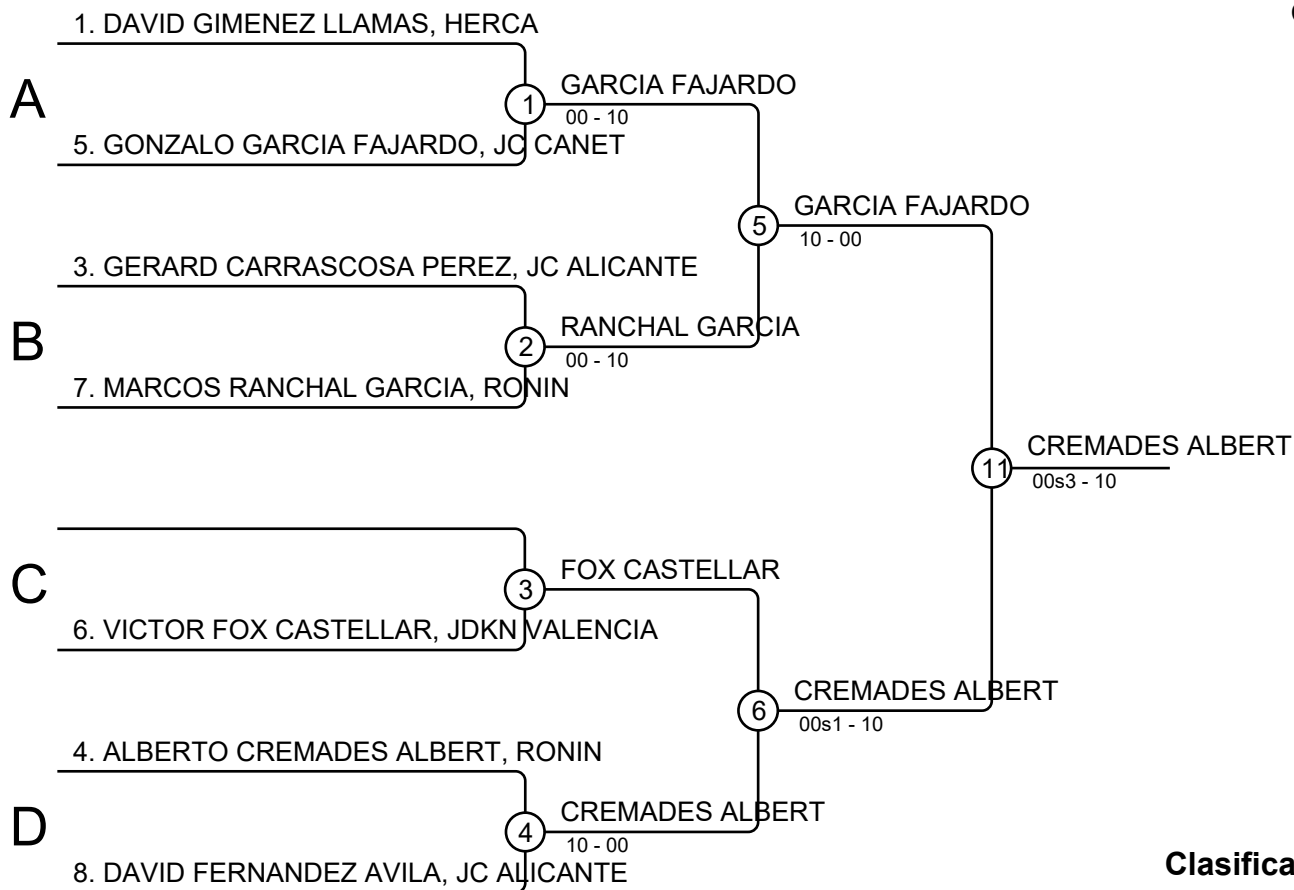 1. DAVID GIMENEZ LLAMAS, HERCA
A
1
GARCIA FAJARDO
00 - 10
5. GONZALO GARCIA FAJARDO, JC CANET
5
GARCIA FAJARDO
10 - 00
3. GERARD CARRASCOSA PEREZ, JC ALICANTE
B
2
RANCHAL GARCIA
00 - 10
7. MARCOS RANCHAL GARCIA, RONIN
11
CREMADES ALBERT
00s3 - 10
C
3
FOX CASTELLAR
6. VICTOR FOX CASTELLAR, JDKN VALENCIA
6
CREMADES ALBERT
00s1 - 10
4. ALBERTO CREMADES ALBERT, RONIN
D
4
CREMADES ALBERT
10 - 00
8. DAVID FERNANDEZ AVILA, JC ALICANTE
Clasifica